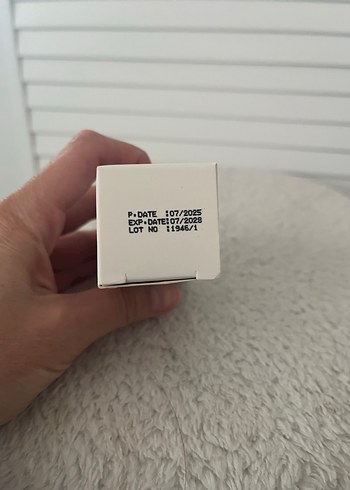 P.DATE :07/2025
EXP.DATE:07/2028
LOT NO :1946/1